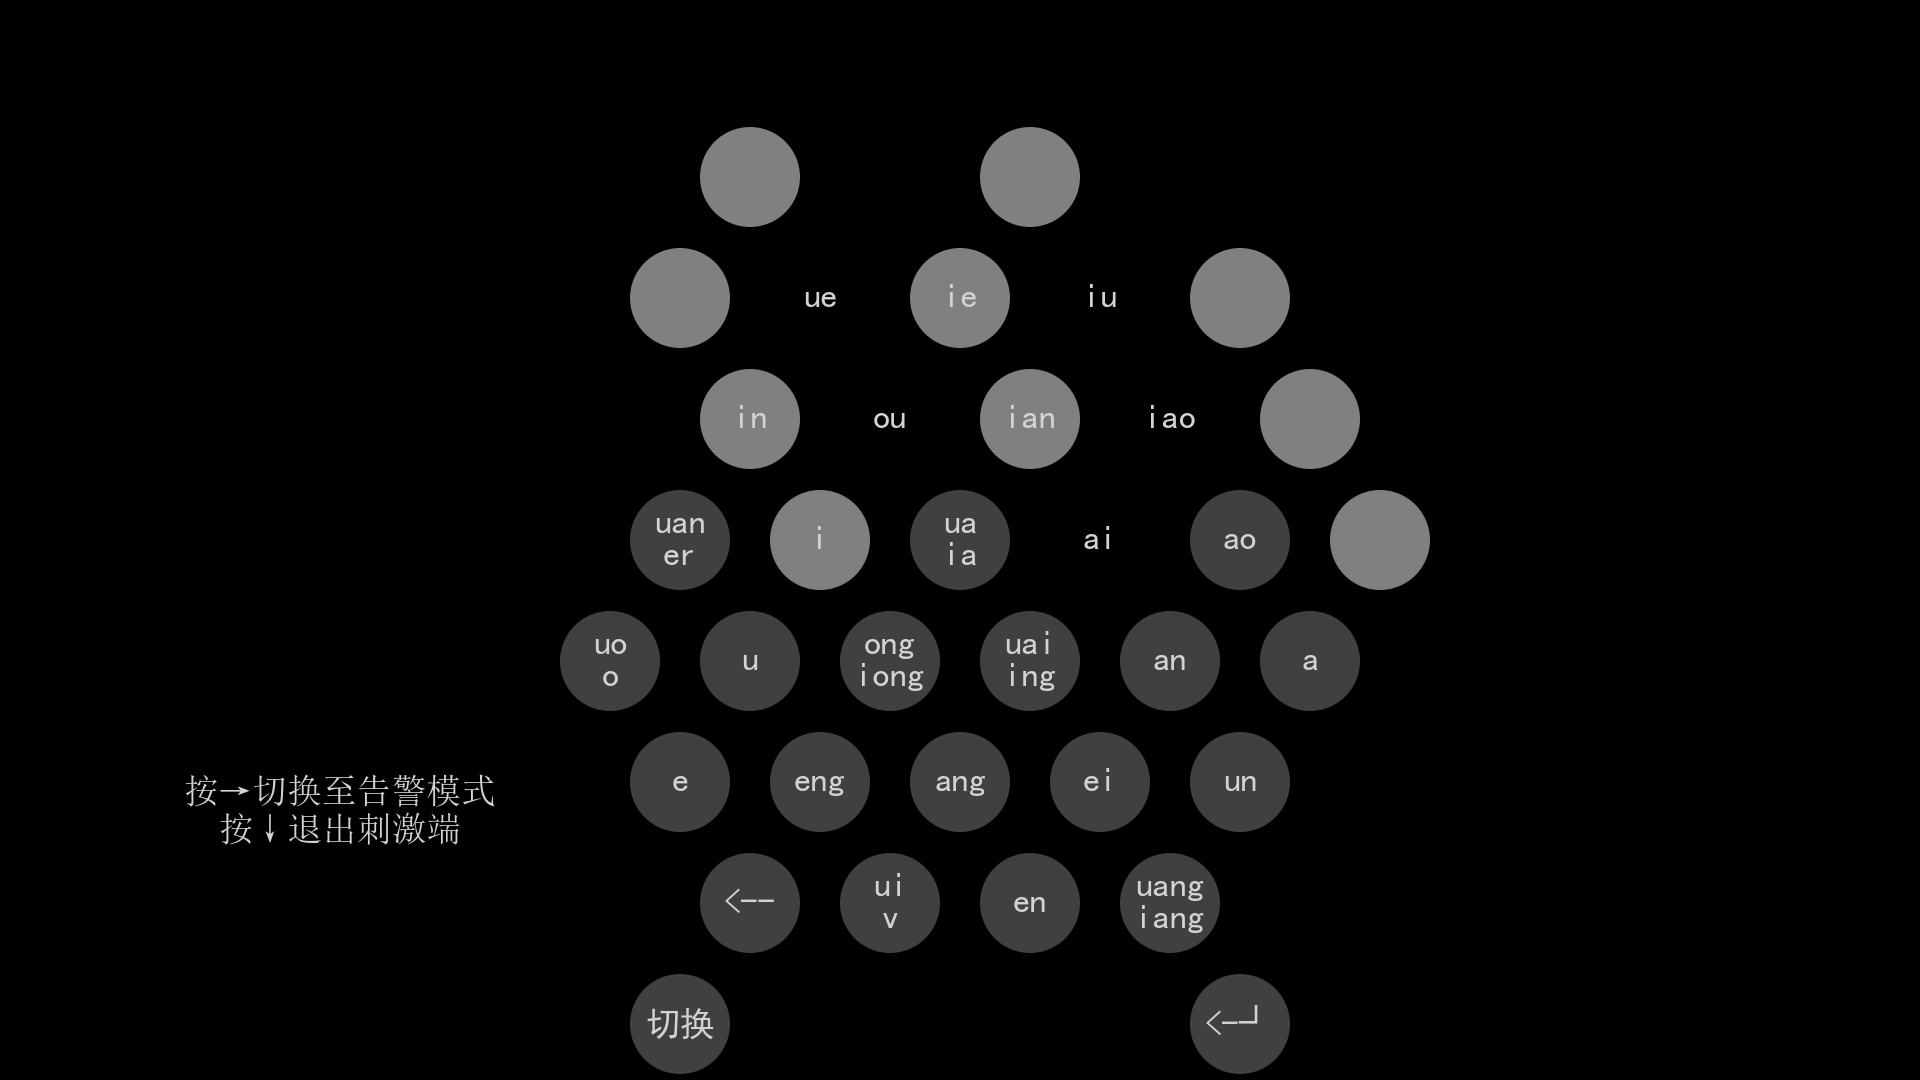 ue ie iu
in ou ian iao
uan er i ua ia ai ao
uo o u ong iong uai ing an a
按→切换至告警模式
按↓退出刺激端
e eng ang ei un
<-- ui v en uang iang
切换 <-┘